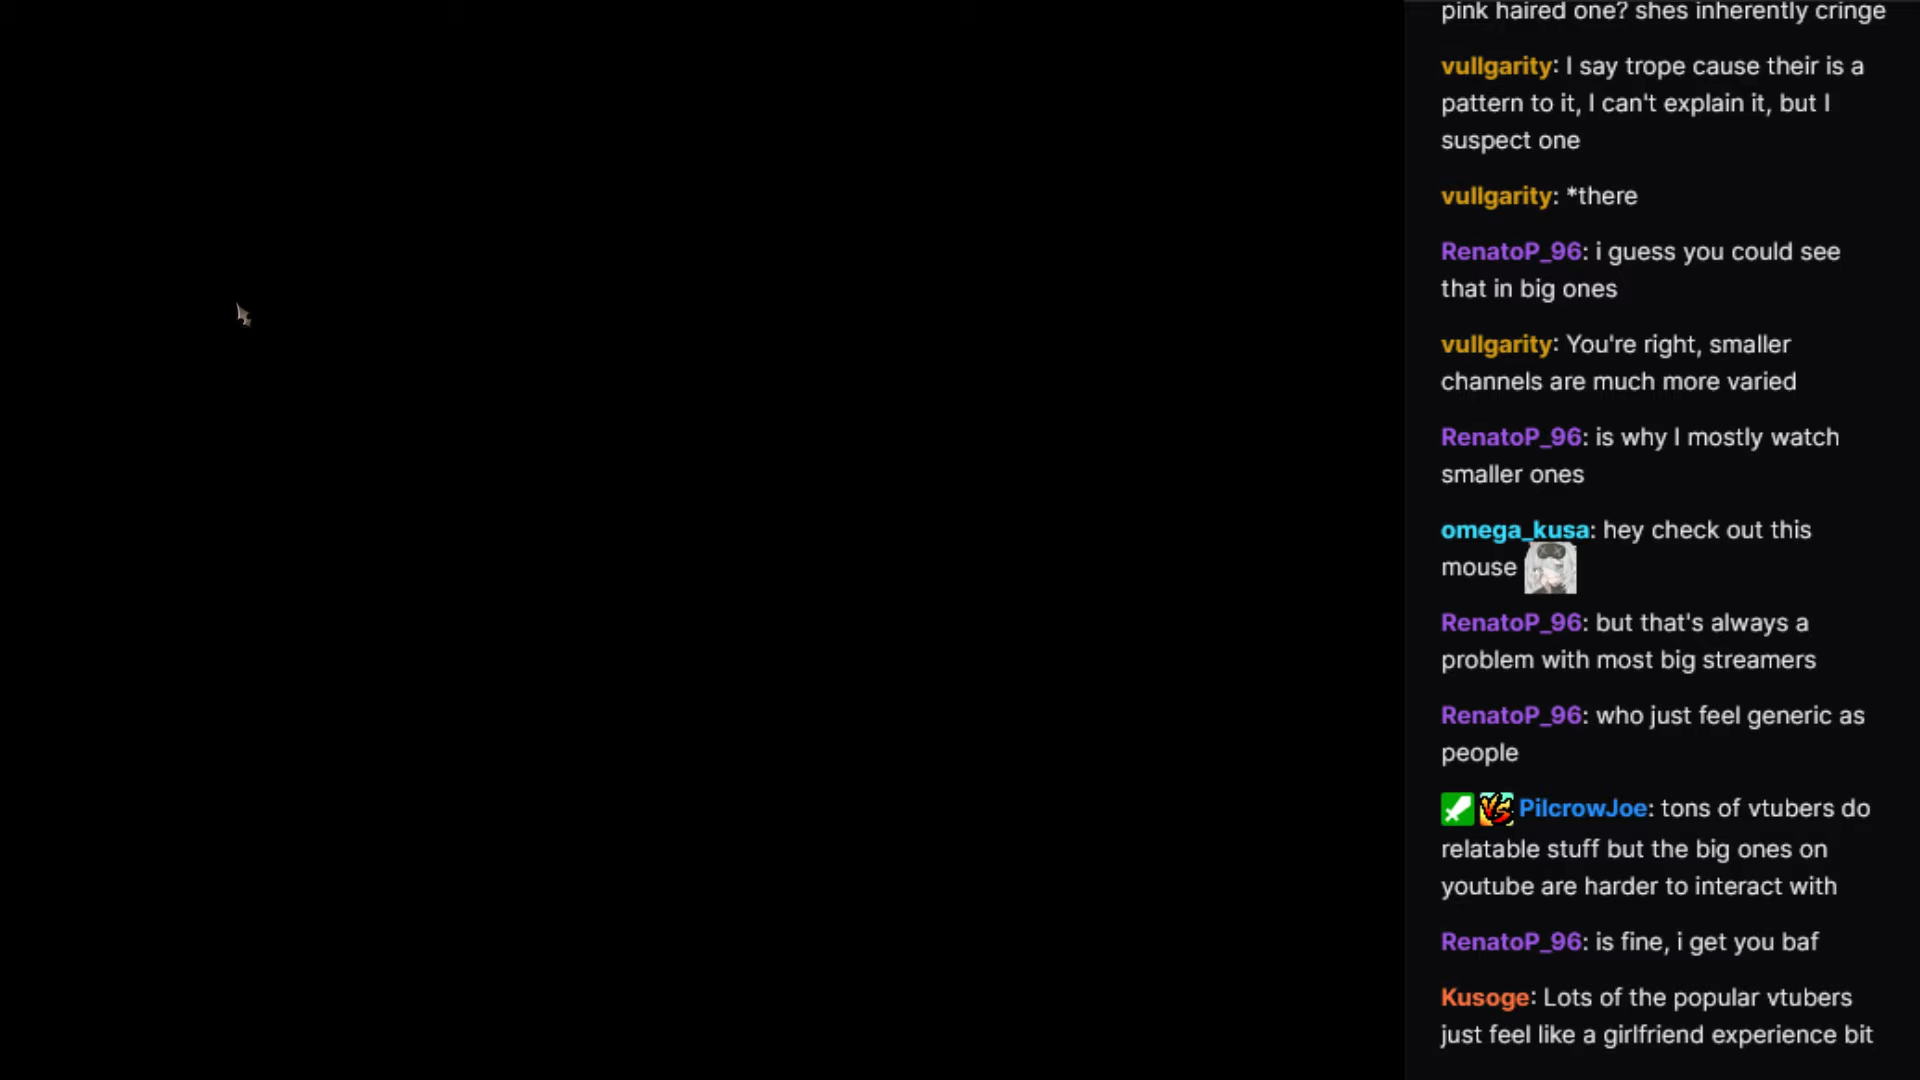 pink haired one? shes inherently cringe
vullgarity: I say trope cause their is a
pattern to it, I can't explain it, but I
suspect one
vullgarity: *there
RenatoP_96: i guess you could see
that in big ones
vullgarity: You're right, smaller
channels are much more varied
RenatoP_96: is why I mostly watch
smaller ones
omega_kusa: hey check out this
mouse
RenatoP_96: but that's always a
problem with most big streamers
RenatoP_96: who just feel generic as
people
VS PilcrowJoe: tons of vtubers do
relatable stuff but the big ones on
youtube are harder to interact with
RenatoP_96: is fine, i get you baf
Kusoge: Lots of the popular vtubers
just feel like a girlfriend experience bit